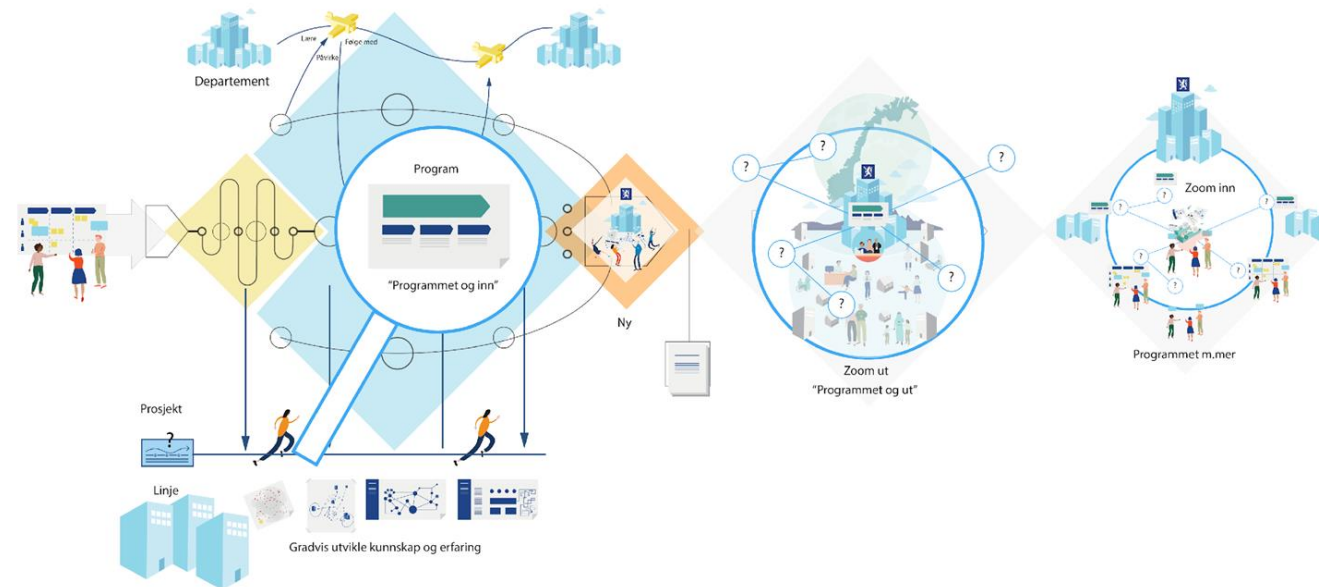 Departement
Lære
Følge med
Påvirke
Program
"Programmet og inn"
Ny
Prosjekt
?
Linje
Gradvis utvikle kunnskap og erfaring
?
?
?
?
?
?
Zoom ut
"Programmet og ut"
Zoom inn
?
?
?
?
?
?
Programmet m.mer